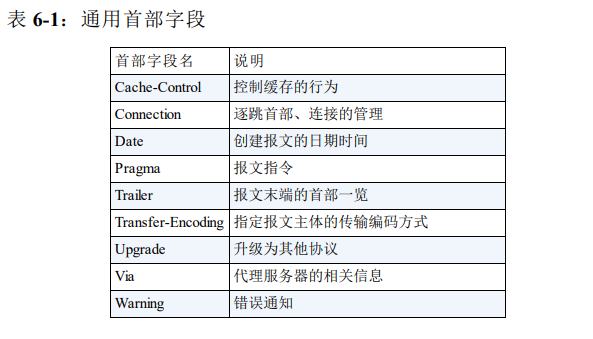 表 6-1：通用首部字段
首部字段名 说明
Cache-Control 控制缓存的行为
Connection 逐跳首部、连接的管理
Date 创建报文的日期时间
Pragma 报文指令
Trailer 报文末端的首部一览
Transfer-Encoding 指定报文主体的传输编码方式
Upgrade 升级为其他协议
Via 代理服务器的相关信息
Warning 错误通知